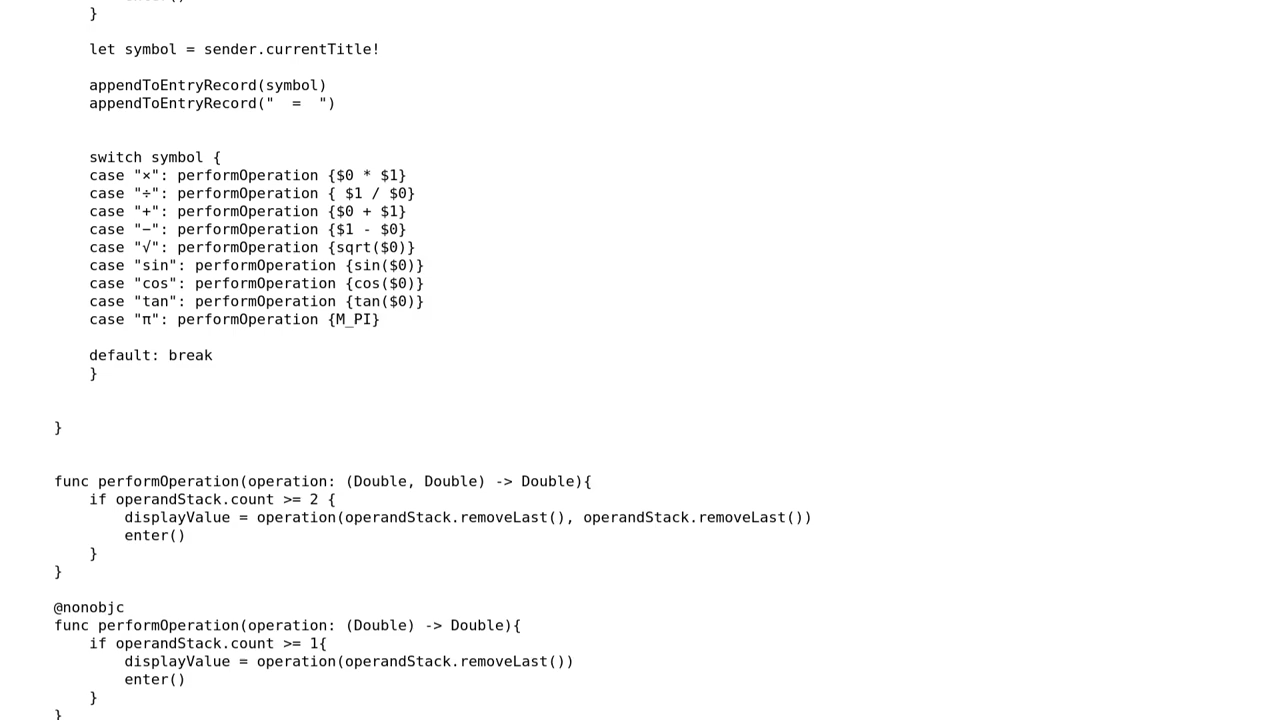 }
let symbol = sender.currentTitle!
appendToEntryRecord(symbol)
appendToEntryRecord("  =  ")
switch symbol {
case "×": performOperation {$0 * $1}
case "÷": performOperation { $1 / $0}
case "+": performOperation {$0 + $1}
case "−": performOperation {$1 - $0}
case "√": performOperation {sqrt($0)}
case "sin": performOperation {sin($0)}
case "cos": performOperation {cos($0)}
case "tan": performOperation {tan($0)}
case "π": performOperation {M_PI}
default: break
}
}
func performOperation(operation: (Double, Double) -> Double){
if operandStack.count >= 2 {
displayValue = operation(operandStack.removeLast(), operandStack.removeLast())
enter()
}
}
@nonobjc
func performOperation(operation: (Double) -> Double){
if operandStack.count >= 1{
displayValue = operation(operandStack.removeLast())
enter()
}
}